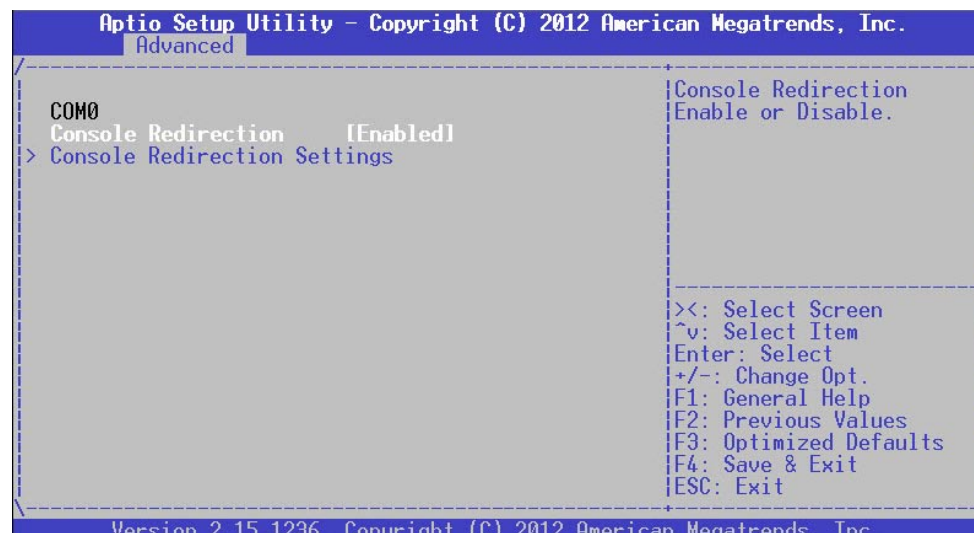 Aptio Setup Utility - Copyright (C) 2012 American Megatrends, Inc.
Advanced
COM0
Console Redirection [Enabled]
> Console Redirection Settings
Console Redirection
Enable or Disable.
><: Select Screen
^v: Select Item
Enter: Select
+/-: Change Opt.
F1: General Help
F2: Previous Values
F3: Optimized Defaults
F4: Save & Exit
ESC: Exit
Version 2.15.1236. Copyright (C) 2012 American Megatrends, Inc.